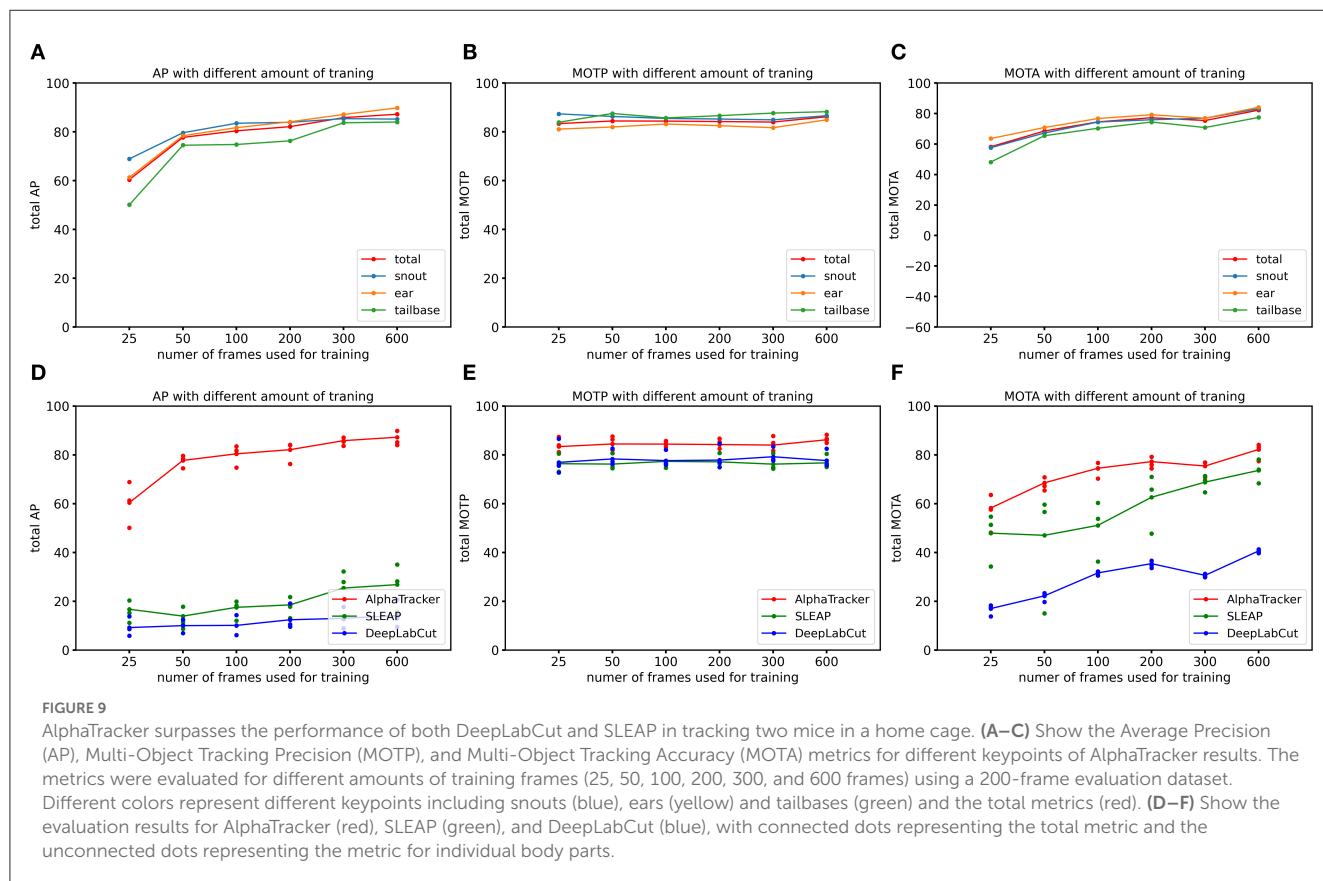 A
AP with different amount of traning
100
80
60
40
20
0
total AP
total
snout
ear
tailbase
25 50 100 200 300 600
numer of frames used for training
B
MOTP with different amount of traning
100
80
60
40
20
0
total MOTP
total
snout
ear
tailbase
25 50 100 200 300 600
numer of frames used for training
C
MOTA with different amount of traning
100
80
60
40
20
0
−20
−40
−60
total MOTA
total
snout
ear
tailbase
25 50 100 200 300 600
numer of frames used for training
D
AP with different amount of traning
100
80
60
40
20
0
total AP
AlphaTracker
SLEAP
DeepLabCut
25 50 100 200 300 600
numer of frames used for training
E
MOTP with different amount of traning
100
80
60
40
20
0
total MOTP
AlphaTracker
SLEAP
DeepLabCut
25 50 100 200 300 600
numer of frames used for training
F
MOTA with different amount of traning
100
80
60
40
20
0
total MOTA
AlphaTracker
SLEAP
DeepLabCut
25 50 100 200 300 600
numer of frames used for training
FIGURE 9
AlphaTracker surpasses the performance of both DeepLabCut and SLEAP in tracking two mice in a home cage. (A–C) Show the Average Precision
(AP), Multi-Object Tracking Precision (MOTP), and Multi-Object Tracking Accuracy (MOTA) metrics for different keypoints of AlphaTracker results. The
metrics were evaluated for different amounts of training frames (25, 50, 100, 200, 300, and 600 frames) using a 200-frame evaluation dataset.
Different colors represent different keypoints including snouts (blue), ears (yellow) and tailbases (green) and the total metrics (red). (D–F) Show the
evaluation results for AlphaTracker (red), SLEAP (green), and DeepLabCut (blue), with connected dots representing the total metric and the
unconnected dots representing the metric for individual body parts.